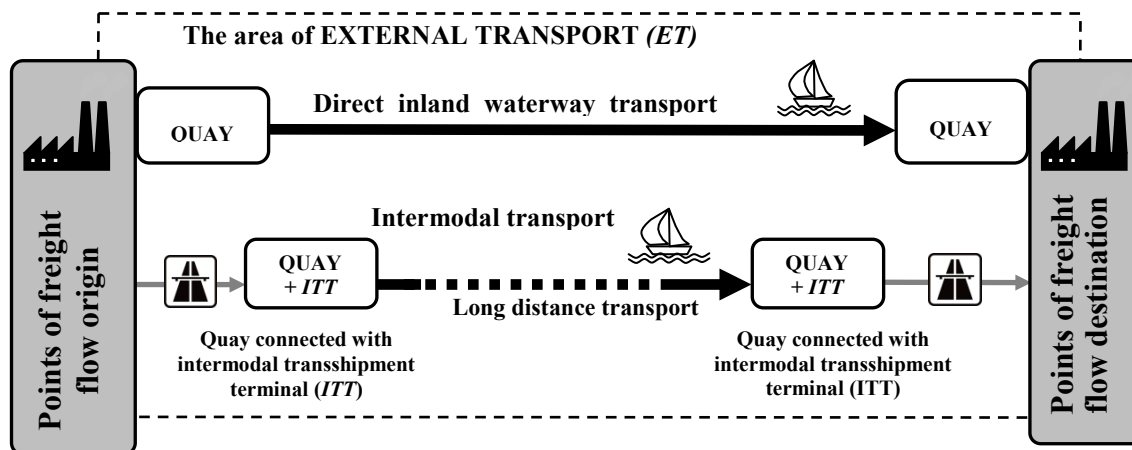 The area of EXTERNAL TRANSPORT (ET)
Direct inland waterway transport
QUAY
QUAY
Points of freight
flow origin
Intermodal transport
QUAY
+ ITT
Long distance transport
QUAY
+ ITT
Quay connected with
intermodal transshipment
terminal (ITT)
Quay connected with
intermodal transshipment
terminal (ITT)
Points of freight
flow destination